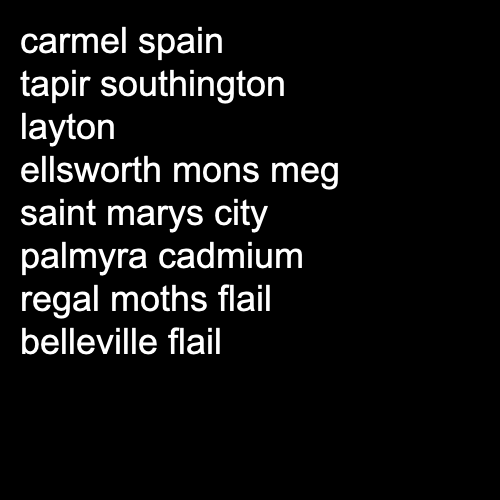 carmel spain
tapir southington
layton
ellsworth mons meg
saint marys city
palmyra cadmium
regal moths flail
belleville flail